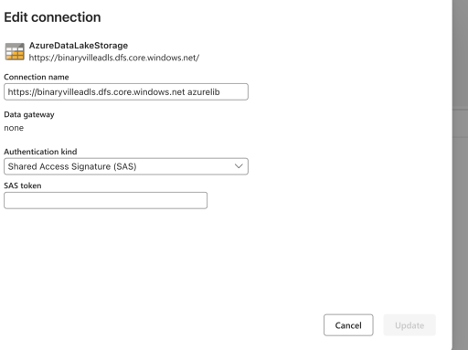 Edit connection
AzureDataLakeStorage
https://binaryvilleadls.dfs.core.windows.net/
Connection name
https://binaryvilleadls.dfs.core.windows.net azurelib
Data gateway
none
Authentication kind
Shared Access Signature (SAS)
SAS token
Cancel
Update